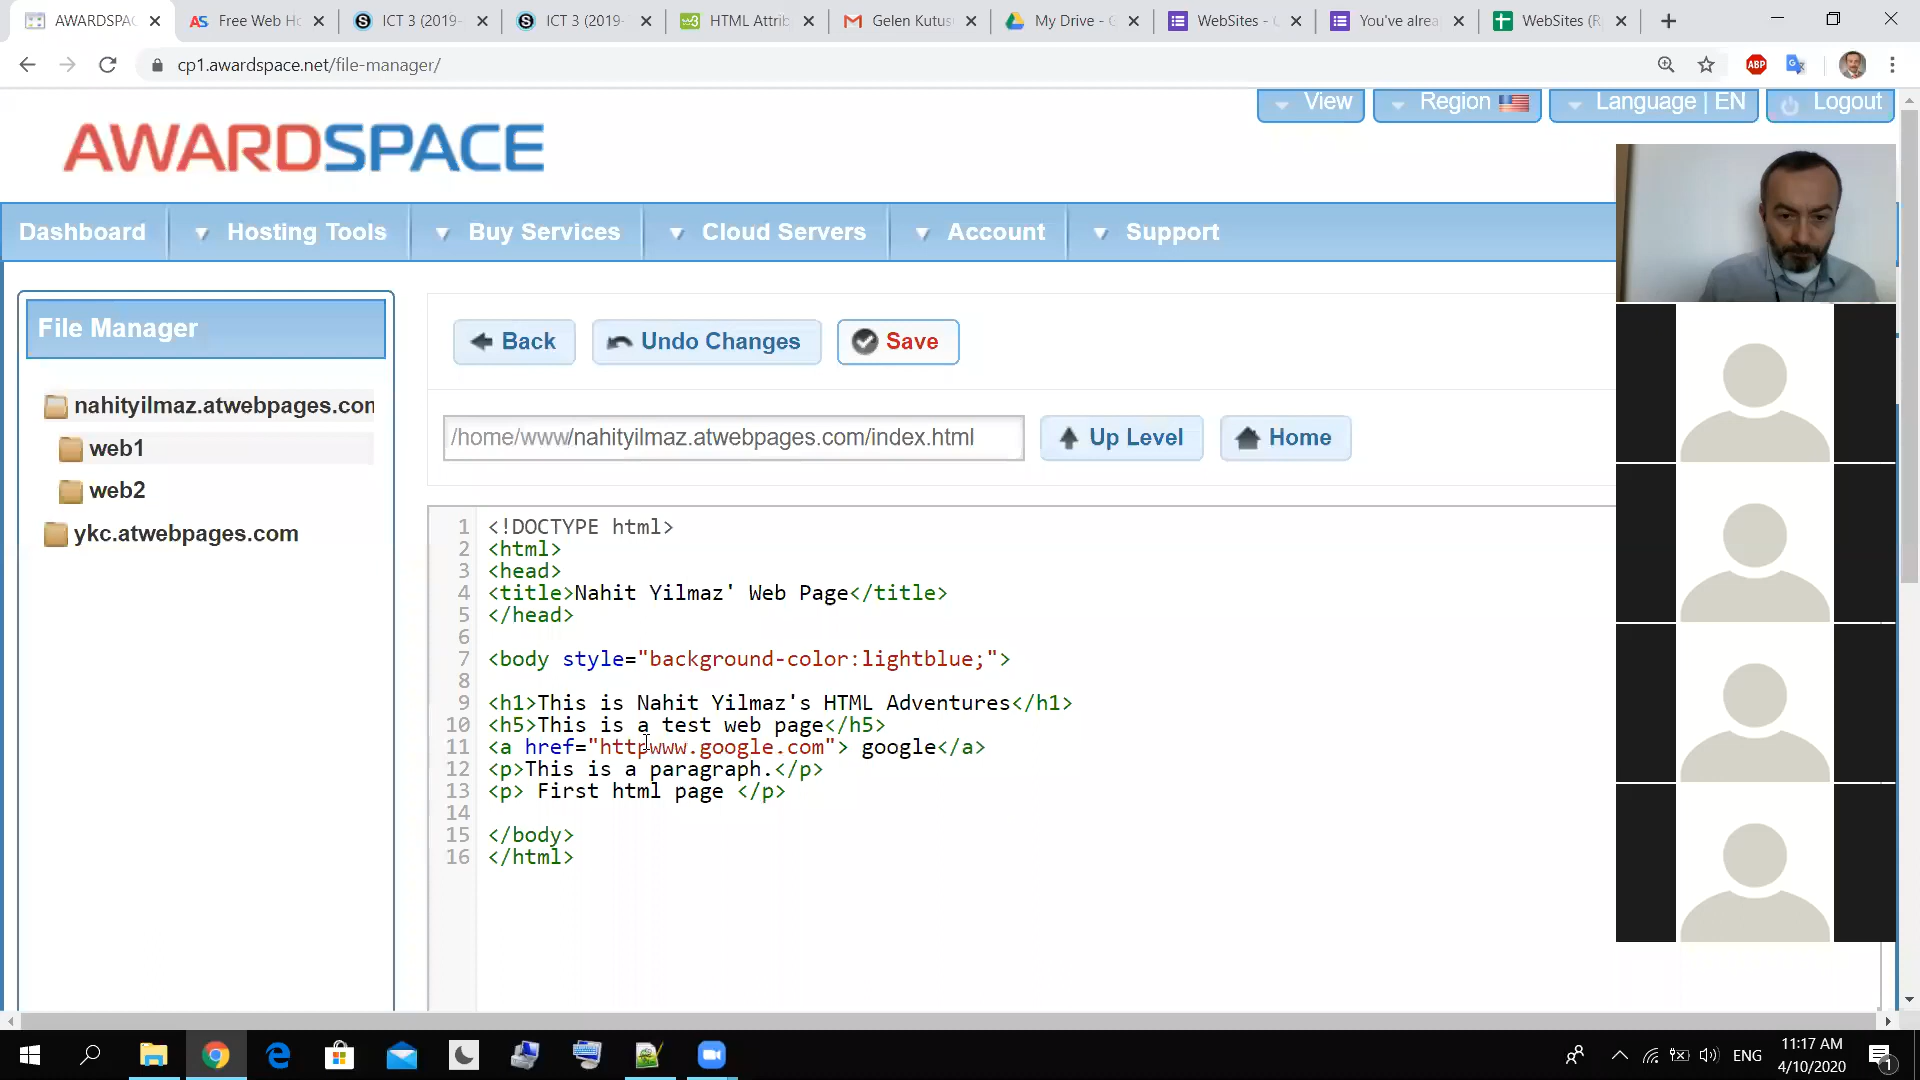 AWARDSPAC
Free Web Ho
ICT 3 (2019-
ICT 3 (2019-
HTML Attrib
Gelen Kutus
My Drive - G
WebSites -
You've alrea
WebSites (R
cp1.awardspace.net/file-manager/
ABP
View
Region
Language | EN
Logout
AWARDSPACE
Dashboard
Hosting Tools
Buy Services
Cloud Servers
Account
Support
File Manager
nahityilmaz.atwebpages.com
web1
web2
ykc.atwebpages.com
Back
Undo Changes
Save
/home/www/nahityilmaz.atwebpages.com/index.html
Up Level
Home
1 <!DOCTYPE html>
2 <html>
3 <head>
4 <title>Nahit Yilmaz' Web Page</title>
5 </head>
6
7 <body style="background-color:lightblue;">
8
9 <h1>This is Nahit Yilmaz's HTML Adventures</h1>
10 <h5>This is a test web page</h5>
11 <a href="httpwww.google.com"> google</a>
12 <p>This is a paragraph.</p>
13 <p> First html page </p>
14
15 </body>
16 </html>
ENG
11:17 AM
4/10/2020
1